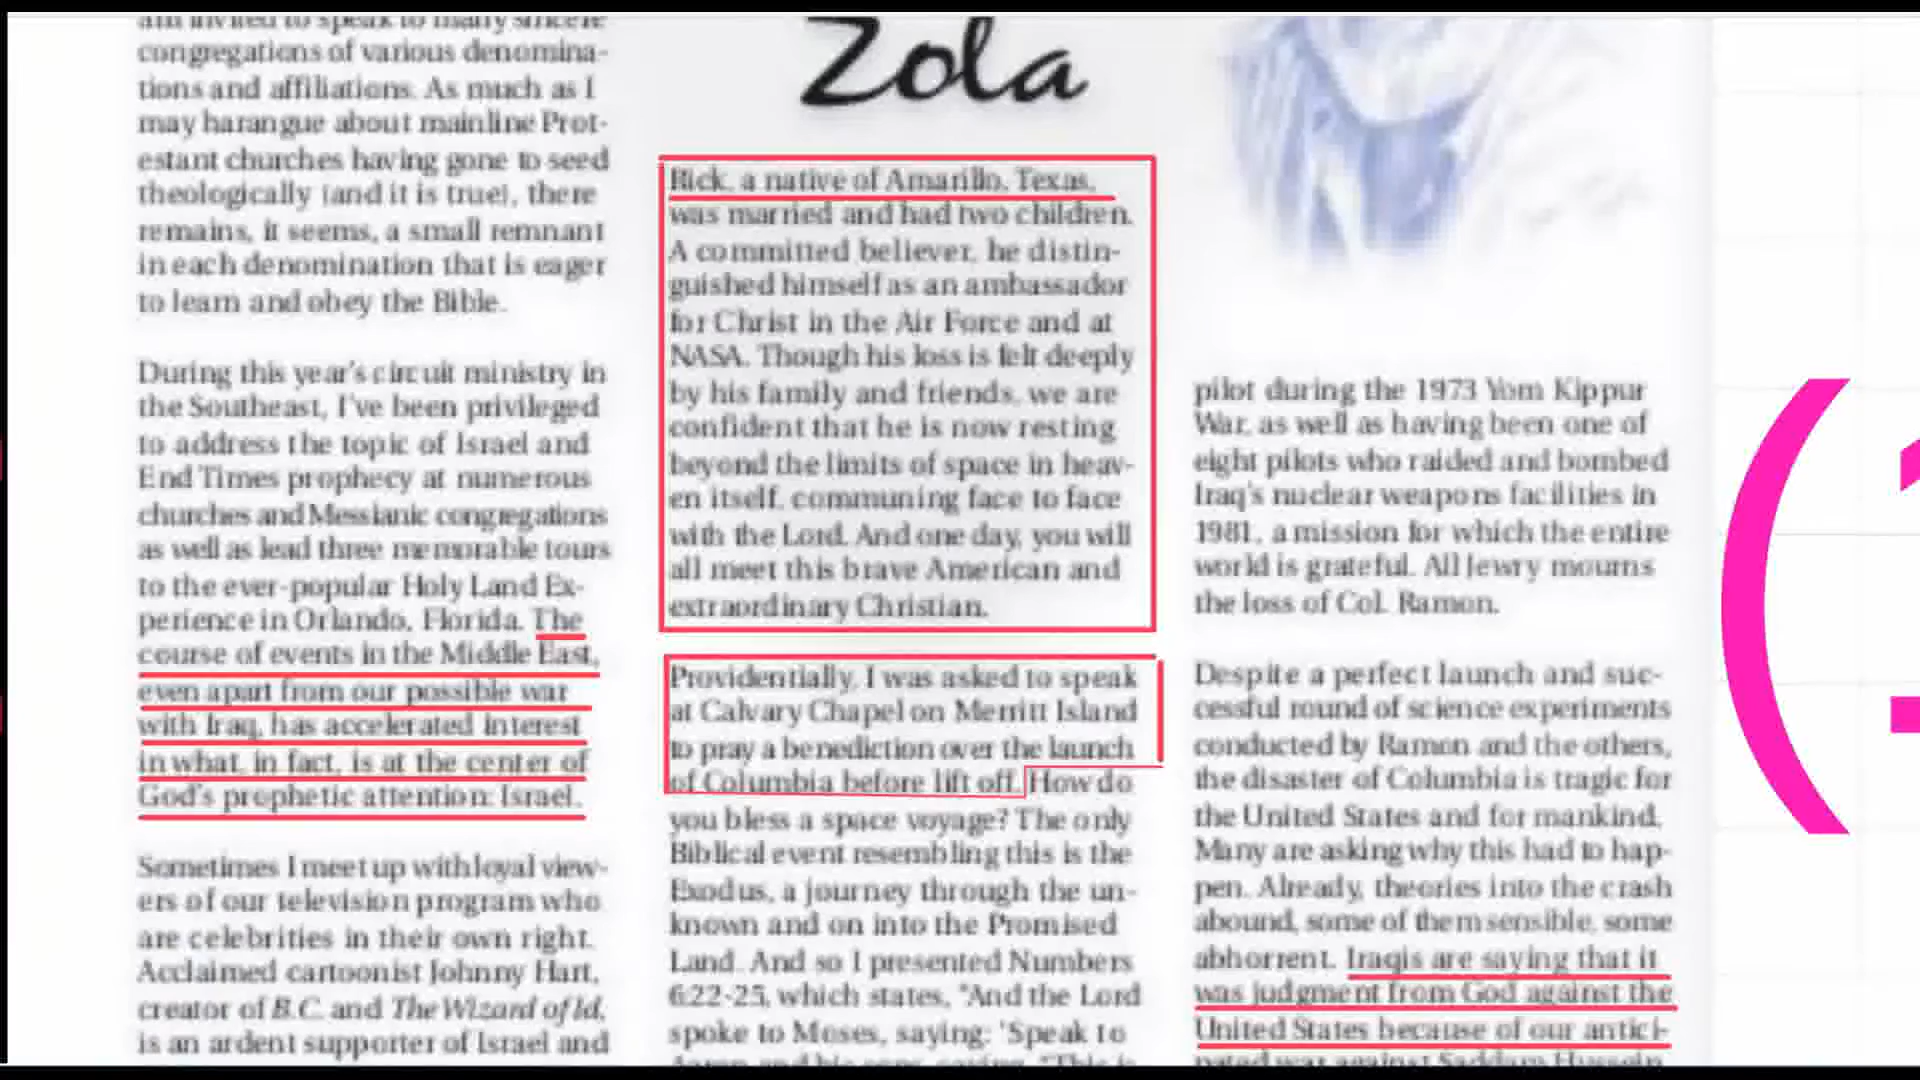 am invited to speak to many sincere
congregations of various denomina-
tions and affiliations. As much as I
may harangue about mainline Prot-
estant churches having gone to seed
theologically (and it is true), there
remains, it seems, a small remnant
in each denomination that is eager
to learn and obey the Bible.
During this year's circuit ministry in
the Southeast, I've been privileged
to address the topic of Israel and
End Times prophecy at numerous
churches and Messianic congregations
as well as lead three memorable tours
to the ever-popular Holy Land Ex-
perience in Orlando, Florida. The
course of events in the Middle East,
even apart from our possible war
with Iraq, has accelerated interest
in what, in fact, is at the center of
God's prophetic attention: Israel.
Sometimes I meet up with loyal view-
ers of our television program who
are celebrities in their own right.
Acclaimed cartoonist Johnny Hart,
creator of B.C. and The Wizard of Id,
is an ardent supporter of Israel and
Zola
Rick, a native of Amarillo, Texas,
was married and had two children.
A committed believer, he distin-
guished himself as an ambassador
for Christ in the Air Force and at
NASA. Though his loss is felt deeply
by his family and friends, we are
confident that he is now resting
beyond the limits of space in heav-
en itself, communing face to face
with the Lord. And one day, you will
all meet this brave American and
extraordinary Christian.
Providentially, I was asked to speak
at Calvary Chapel on Merritt Island
to pray a benediction over the launch
of Columbia before lift off. How do
you bless a space voyage? The only
Biblical event resembling this is the
Exodus, a journey through the un-
known and on into the Promised
Land. And so I presented Numbers
6:22-25, which states, "And the Lord
spoke to Moses, saying: 'Speak to
Aaron and his sons, saying, "This is
pilot during the 1973 Yom Kippur
War, as well as having been one of
eight pilots who raided and bombed
Iraq's nuclear weapons facilities in
1981, a mission for which the entire
world is grateful. All Jewry mourns
the loss of Col. Ramon.
Despite a perfect launch and suc-
cessful round of science experiments
conducted by Ramon and the others,
the disaster of Columbia is tragic for
the United States and for mankind.
Many are asking why this had to hap-
pen. Already, theories into the crash
abound, some of them sensible, some
abhorrent. Iraqis are saying that it
was judgment from God against the
United States because of our antici-
pated war against Saddam Hussein.
(